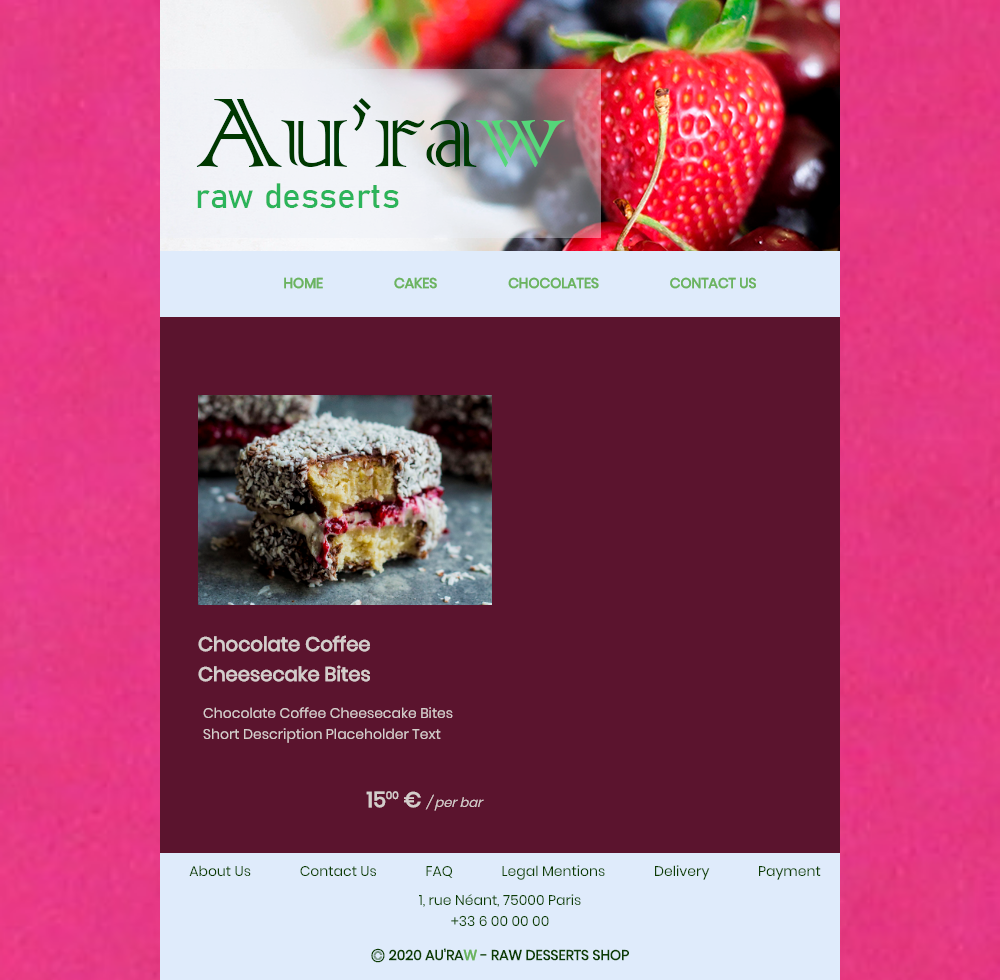 Au’raw
raw desserts
HOME CAKES CHOCOLATES CONTACT US
Chocolate Coffee
Cheesecake Bites
Chocolate Coffee Cheesecake Bites
Short Description Placeholder Text
15⁰⁰ € / per bar
About Us Contact Us FAQ Legal Mentions Delivery Payment
1, rue Néant, 75000 Paris
+33 6 00 00 00
© 2020 AU'RAW - RAW DESSERTS SHOP